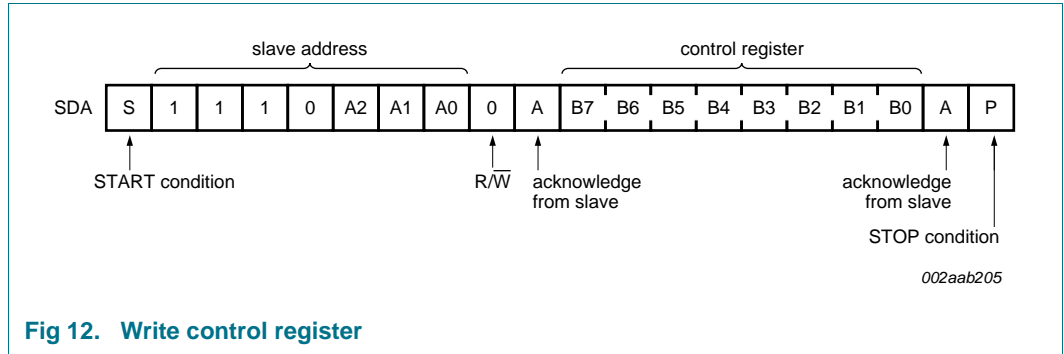 slave address control register
SDA S 1 1 1 0 A2 A1 A0 0 A B7 B6 B5 B4 B3 B2 B1 B0 A P
START condition R/W̅ acknowledge from slave acknowledge from slave
STOP condition
002aab205
Fig 12. Write control register